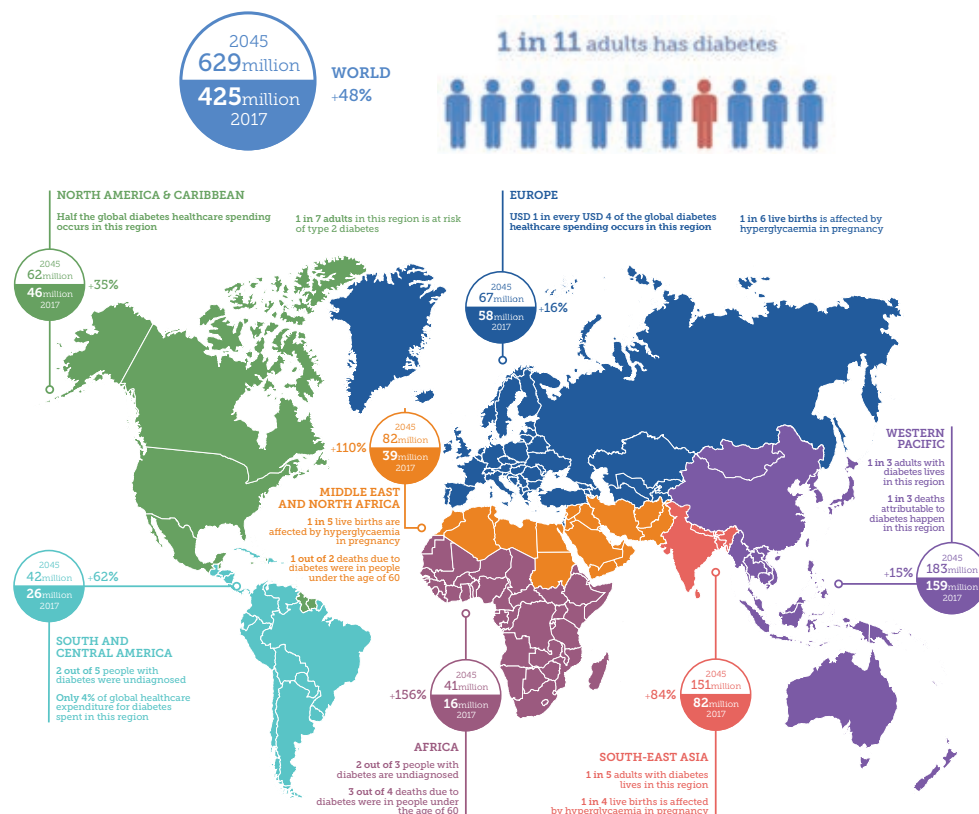 2045
629million
425million
2017
WORLD
+48%
1 in 11 adults has diabetes
NORTH AMERICA & CARIBBEAN
Half the global diabetes healthcare spending
occurs in this region
1 in 7 adults in this region is at risk
of type 2 diabetes
2045
62million
46million
2017
+35%
EUROPE
USD 1 in every USD 4 of the global diabetes
healthcare spending occurs in this region
1 in 6 live births is affected by
hyperglycaemia in pregnancy
2045
67million
58million
2017
+16%
2045
82million
39million
2017
+110%
MIDDLE EAST
AND NORTH AFRICA
1 in 5 live births are
affected by hyperglycaemia
in pregnancy
1 out of 2 deaths due to
diabetes were in people
under the age of 60
WESTERN
PACIFIC
1 in 3 adults with
diabetes lives
in this region
1 in 3 deaths
attributable to
diabetes happen
in this region
2045
183million
159million
2017
+15%
2045
42million
26million
2017
+62%
SOUTH AND
CENTRAL AMERICA
2 out of 5 people with
diabetes were undiagnosed
Only 4% of global healthcare
expenditure for diabetes
spent in this region
2045
41million
16million
2017
+156%
AFRICA
2 out of 3 people with
diabetes are undiagnosed
3 out of 4 deaths due to
diabetes were in people under
the age of 60
2045
151million
82million
2017
+84%
SOUTH-EAST ASIA
1 in 5 adults with diabetes
lives in this region
1 in 4 live births is affected
by hyperglycaemia in pregnancy